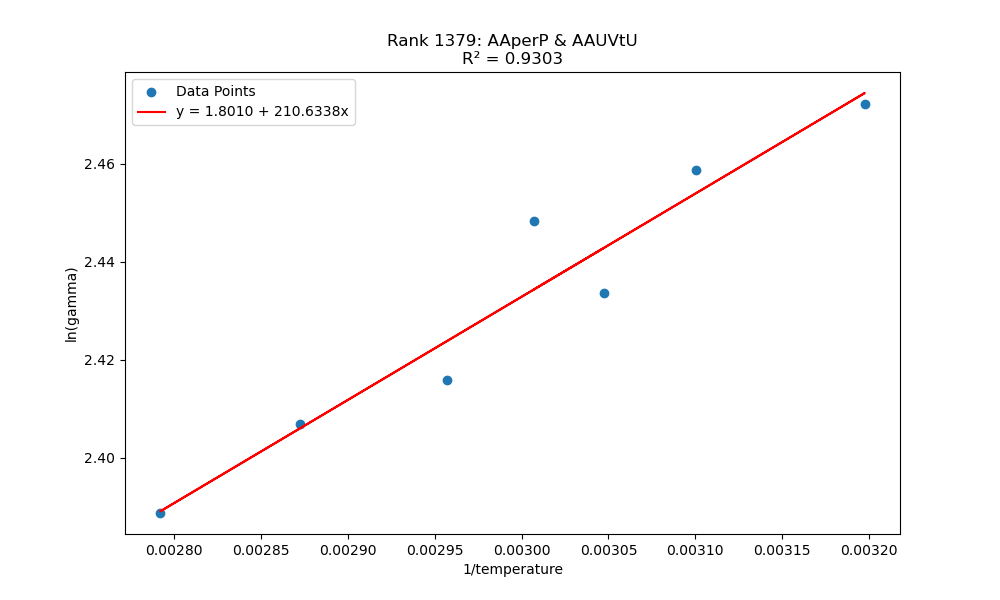 Rank 1379: AAperP & AAUVtU
R² = 0.9303
Data Points
y = 1.8010 + 210.6338x
ln(gamma)
2.46
2.44
2.42
2.40
0.00280 0.00285 0.00290 0.00295 0.00300 0.00305 0.00310 0.00315 0.00320
1/temperature